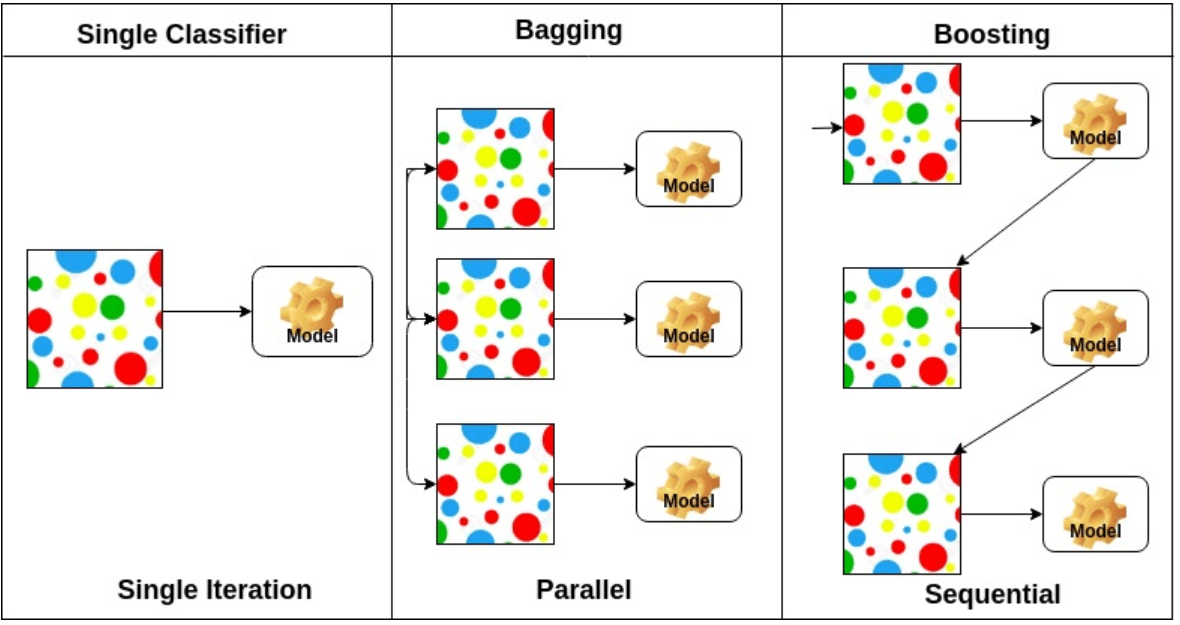 Single Classifier
Bagging
Boosting
Model
Model
Model
Model
Model
Model
Model
Single Iteration
Parallel
Sequential